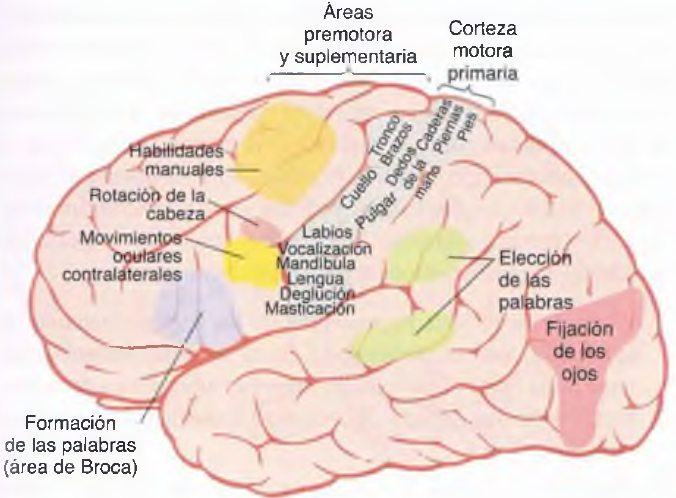 Áreas
premotora
y suplementaria
Corteza
motora
primaria
Habilidades
manuales
Rotación de la
cabeza
Movimientos
oculares
contralaterales
Tronco
Brazos
Caderas
Piernas
Pies
Cuello
Dedos
de la
mano
Pulgar
Labios
Vocalización
Mandíbula
Lengua
Deglución
Masticación
Elección
de las
palabras
Fijación
de los
ojos
Formación
de las palabras
(área de Broca)